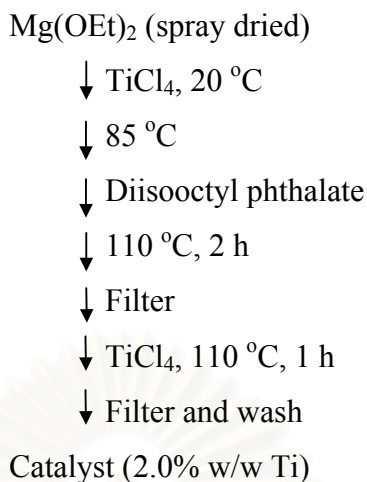 Mg(OEt)₂ (spray dried)
TiCl₄, 20 °C
85 °C
Diisooctyl phthalate
110 °C, 2 h
Filter
TiCl₄, 110 °C, 1 h
Filter and wash
Catalyst (2.0% w/w Ti)